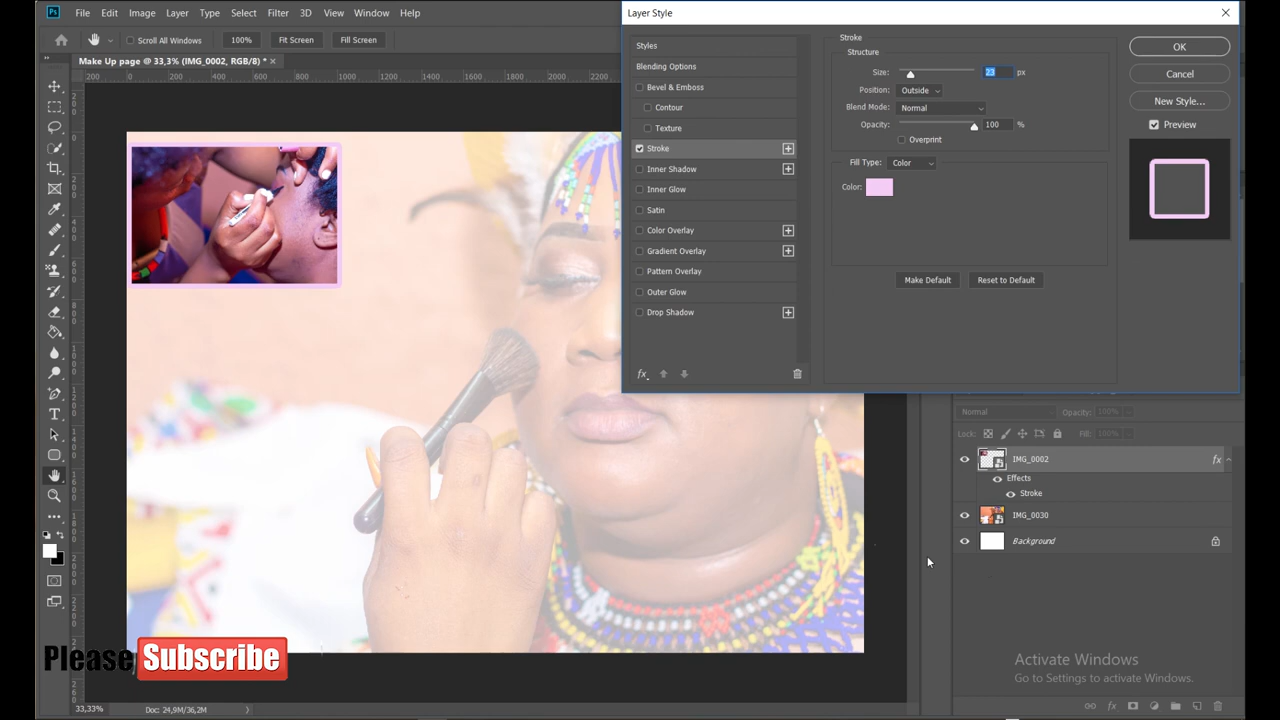 File Edit Image Layer Type Select Filter 3D View Window Help
Scroll All Windows 100% Fit Screen Fill Screen
Make Up page @ 33,3% (IMG_0002, RGB/8) *
200 0 200 400 600 800 1000 1200 1400 1600 1800 2000 2200
Layer Style
Styles
Blending Options
Bevel & Emboss
Contour
Texture
Stroke
Inner Shadow
Inner Glow
Satin
Color Overlay
Gradient Overlay
Pattern Overlay
Outer Glow
Drop Shadow
fx
Stroke
Structure
Size: 23 px
Position: Outside
Blend Mode: Normal
Opacity: 100 %
Overprint
Fill Type: Color
Color:
Make Default Reset to Default
OK
Cancel
New Style...
Preview
Normal Opacity: 100%
Lock: Fill: 100%
IMG_0002 fx
Effects
Stroke
IMG_0030
Background
Please Subscribe
Activate Windows
Go to Settings to activate Windows.
33,33% Doc: 24,9M/36,2M
fx